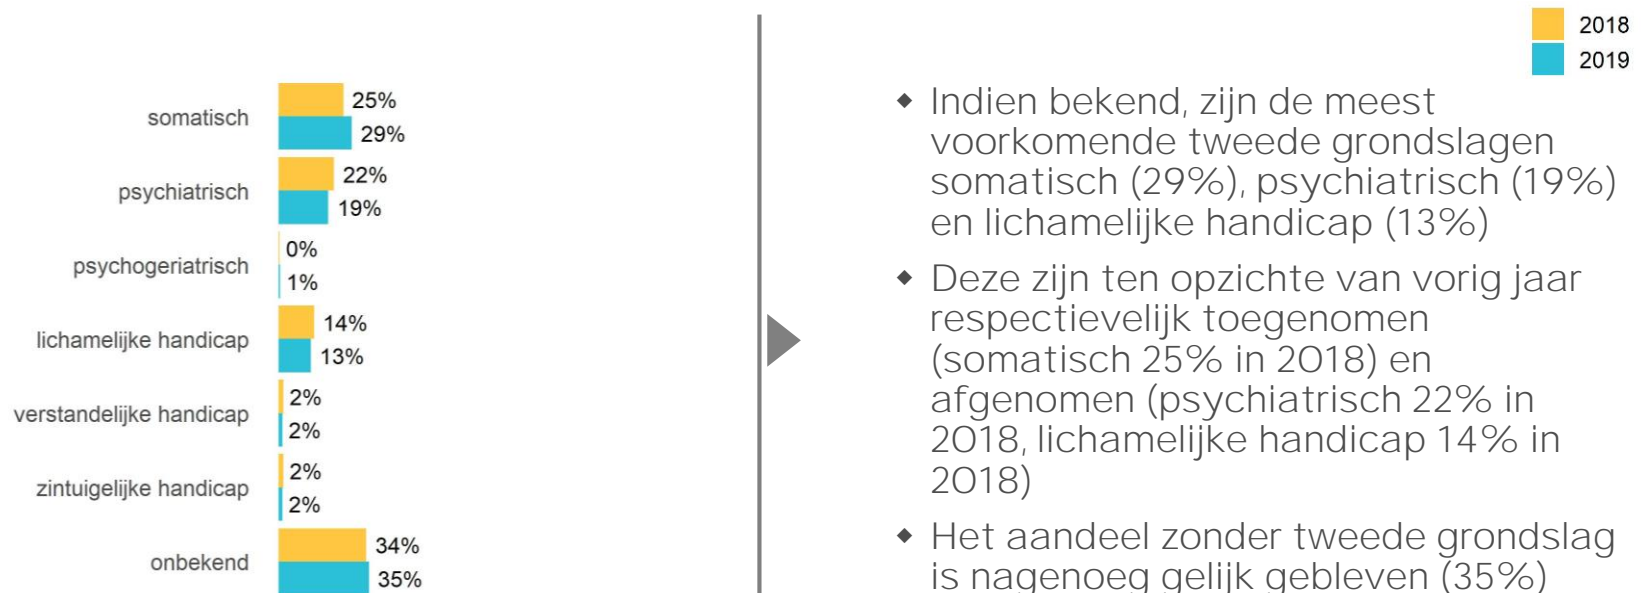 2018
2019
somatisch
25%
29%
psychiatrisch
22%
19%
psychogeriatrisch
0%
1%
lichamelijke handicap
14%
13%
verstandelijke handicap
2%
2%
zintuigelijke handicap
2%
2%
onbekend
34%
35%
◆ Indien bekend, zijn de meest
voorkomende tweede grondslagen
somatisch (29%), psychiatrisch (19%)
en lichamelijke handicap (13%)
◆ Deze zijn ten opzichte van vorig jaar
respectievelijk toegenomen
(somatisch 25% in 2018) en
afgenomen (psychiatrisch 22% in
2018, lichamelijke handicap 14% in
2018)
◆ Het aandeel zonder tweede grondslag
is nagenoeg gelijk gebleven (35%)